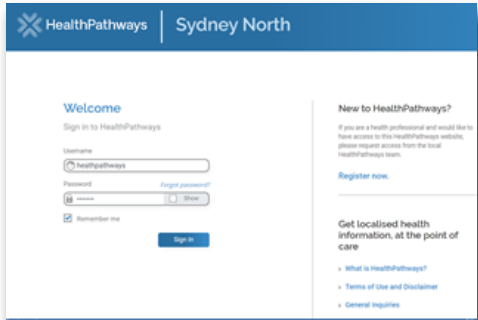 HealthPathways
Sydney North
Welcome
Sign in to HealthPathways
Username
healthpathways
Password
Forgot password?
••••••
Show
Remember me
Sign in
New to HealthPathways?
If you are a health professional and would like to
have access to this HealthPathways website,
please request access from the local
HealthPathways team.
Register now.
Get localised health
information, at the point of
care
› What is HealthPathways?
› Terms of Use and Disclaimer
› General Inquiries